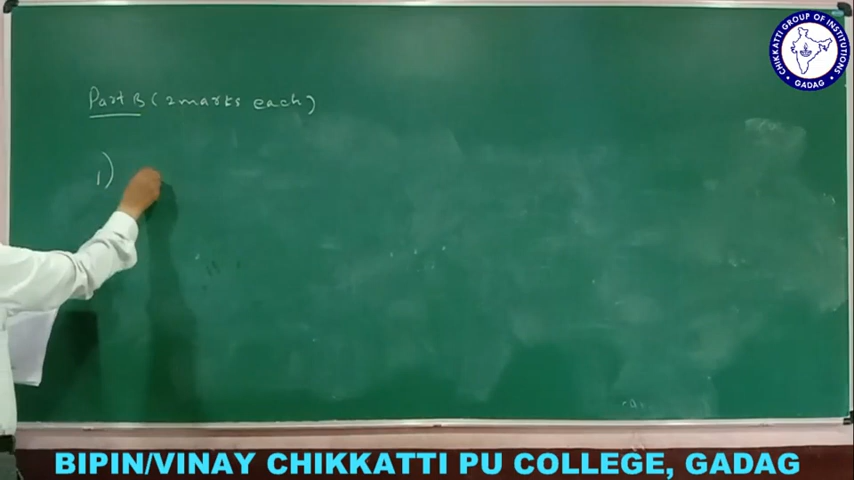 Part B (2 marks each)
1)
CHIKKATTI GROUP OF INSTITUTIONS
• GADAG •
BIPIN/VINAY CHIKKATTI PU COLLEGE, GADAG